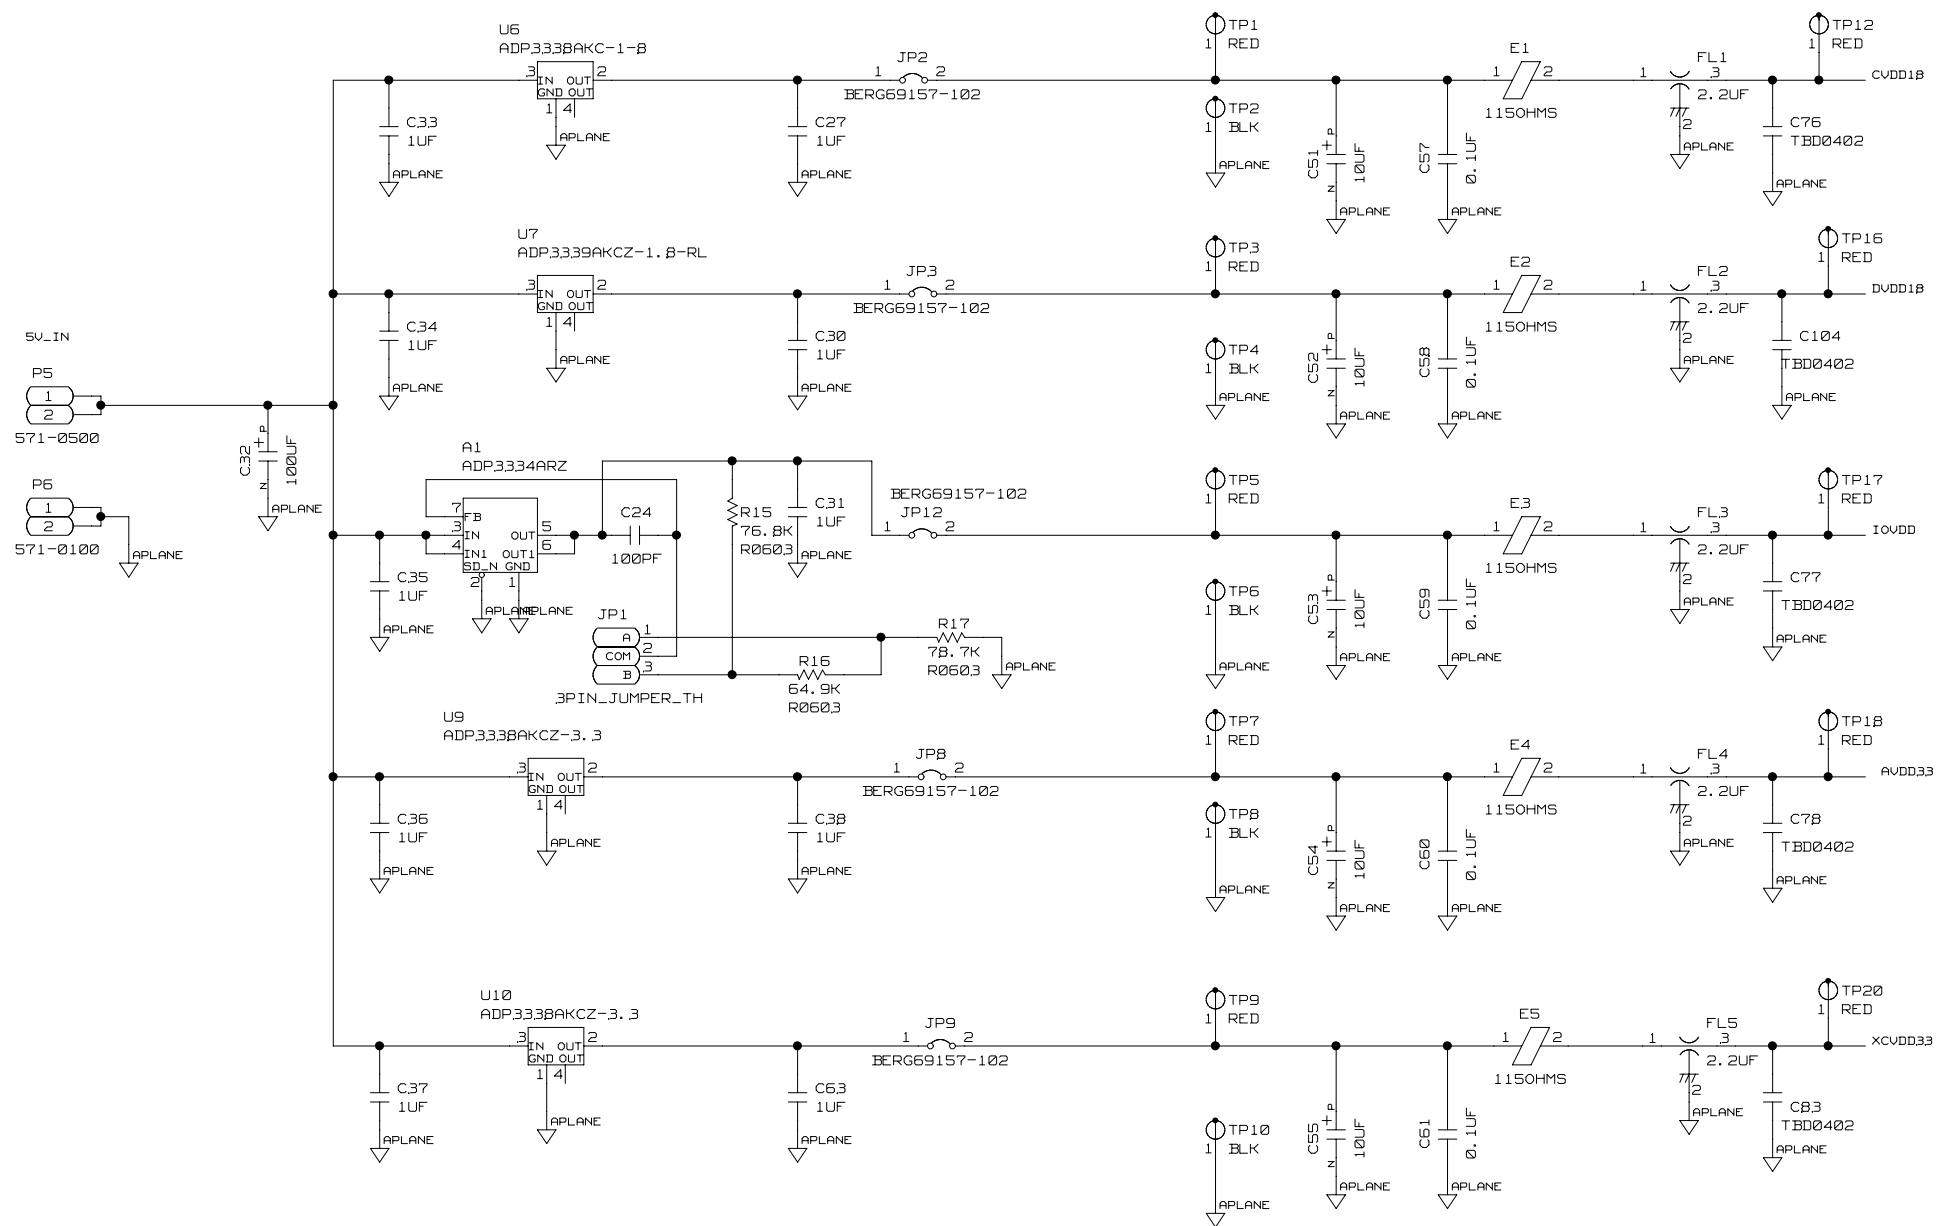 5V_IN
P5
1
2
571-0500
P6
1
2
571-0100
APLANE
C32
100UF
P
N
APLANE
U6
ADP3338AKC-1-8
3
IN OUT
2
GND OUT
1
4
APLANE
C33
1UF
APLANE
C27
1UF
APLANE
JP2
1
2
BERG69157-102
TP1
1 RED
TP2
1 BLK
APLANE
C51
10UF
P
N
APLANE
C57
0.1UF
APLANE
E1
1
2
115OHMS
FL1
1
3
2.2UF
2
APLANE
TP12
1 RED
C76
TBD0402
APLANE
CVDD18
U7
ADP3339AKCZ-1.8-RL
3
IN OUT
2
GND OUT
1
4
APLANE
C34
1UF
APLANE
C30
1UF
APLANE
JP3
1
2
BERG69157-102
TP3
1 RED
TP4
1 BLK
APLANE
C52
10UF
P
N
APLANE
C58
0.1UF
APLANE
E2
1
2
115OHMS
FL2
1
3
2.2UF
2
APLANE
TP16
1 RED
C104
TBD0402
APLANE
DVDD18
A1
ADP3334ARZ
7
FB
3
IN
4
IN1
SD_N GND
OUT
5
OUT1
6
2
1
APLANE
APLANE
C35
1UF
APLANE
C24
100PF
R15
76.8K
R0603
C31
1UF
APLANE
JP1
A
1
COM
2
B
3
3PIN_JUMPER_TH
R16
64.9K
R0603
R17
78.7K
R0603
APLANE
BERG69157-102
JP12
1
2
TP5
1 RED
TP6
1 BLK
APLANE
C53
10UF
P
N
APLANE
C59
0.1UF
APLANE
E3
1
2
115OHMS
FL3
1
3
2.2UF
2
APLANE
TP17
1 RED
C77
TBD0402
APLANE
IOVDD
U9
ADP3338AKCZ-3.3
3
IN OUT
2
GND OUT
1
4
APLANE
C36
1UF
APLANE
C38
1UF
APLANE
JP8
1
2
BERG69157-102
TP7
1 RED
TP8
1 BLK
APLANE
C54
10UF
P
N
APLANE
C60
0.1UF
APLANE
E4
1
2
115OHMS
FL4
1
3
2.2UF
2
APLANE
TP18
1 RED
C78
TBD0402
APLANE
AVDD33
U10
ADP3338AKCZ-3.3
3
IN OUT
2
GND OUT
1
4
APLANE
C37
1UF
APLANE
C63
1UF
APLANE
JP9
1
2
BERG69157-102
TP9
1 RED
TP10
1 BLK
APLANE
C55
10UF
P
N
APLANE
C61
0.1UF
APLANE
E5
1
2
115OHMS
FL5
1
3
2.2UF
2
APLANE
TP20
1 RED
C83
TBD0402
APLANE
XCVDD33